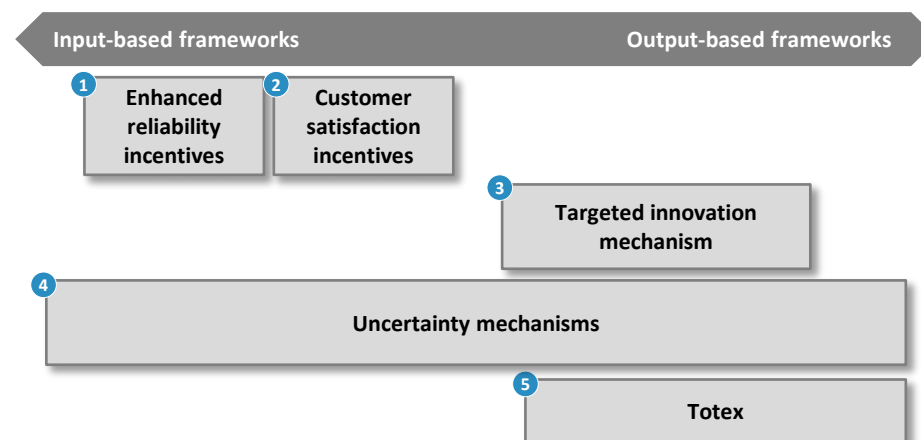 Input-based frameworks
Output-based frameworks
1
Enhanced
reliability
incentives
2
Customer
satisfaction
incentives
3
Targeted innovation
mechanism
4
Uncertainty mechanisms
5
Totex